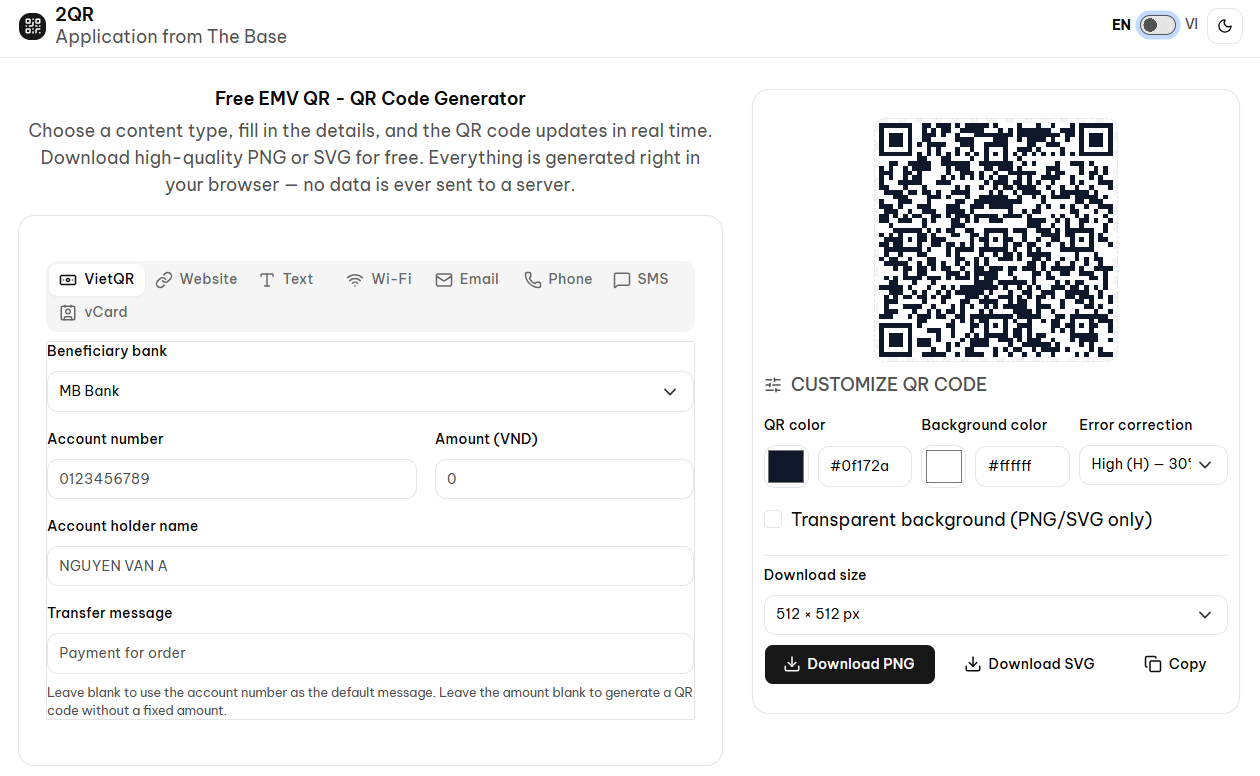 2QR
Application from The Base
EN VI
Free EMV QR - QR Code Generator
Choose a content type, fill in the details, and the QR code updates in real time.
Download high-quality PNG or SVG for free. Everything is generated right in
your browser — no data is ever sent to a server.
VietQR Website Text Wi-Fi Email Phone SMS
vCard
Beneficiary bank
MB Bank
Account number Amount (VND)
0123456789 0
Account holder name
NGUYEN VAN A
Transfer message
Payment for order
Leave blank to use the account number as the default message. Leave the amount blank to generate a QR
code without a fixed amount.
CUSTOMIZE QR CODE
QR color Background color Error correction
#0f172a #ffffff High (H) — 30%
Transparent background (PNG/SVG only)
Download size
512 × 512 px
Download PNG Download SVG Copy